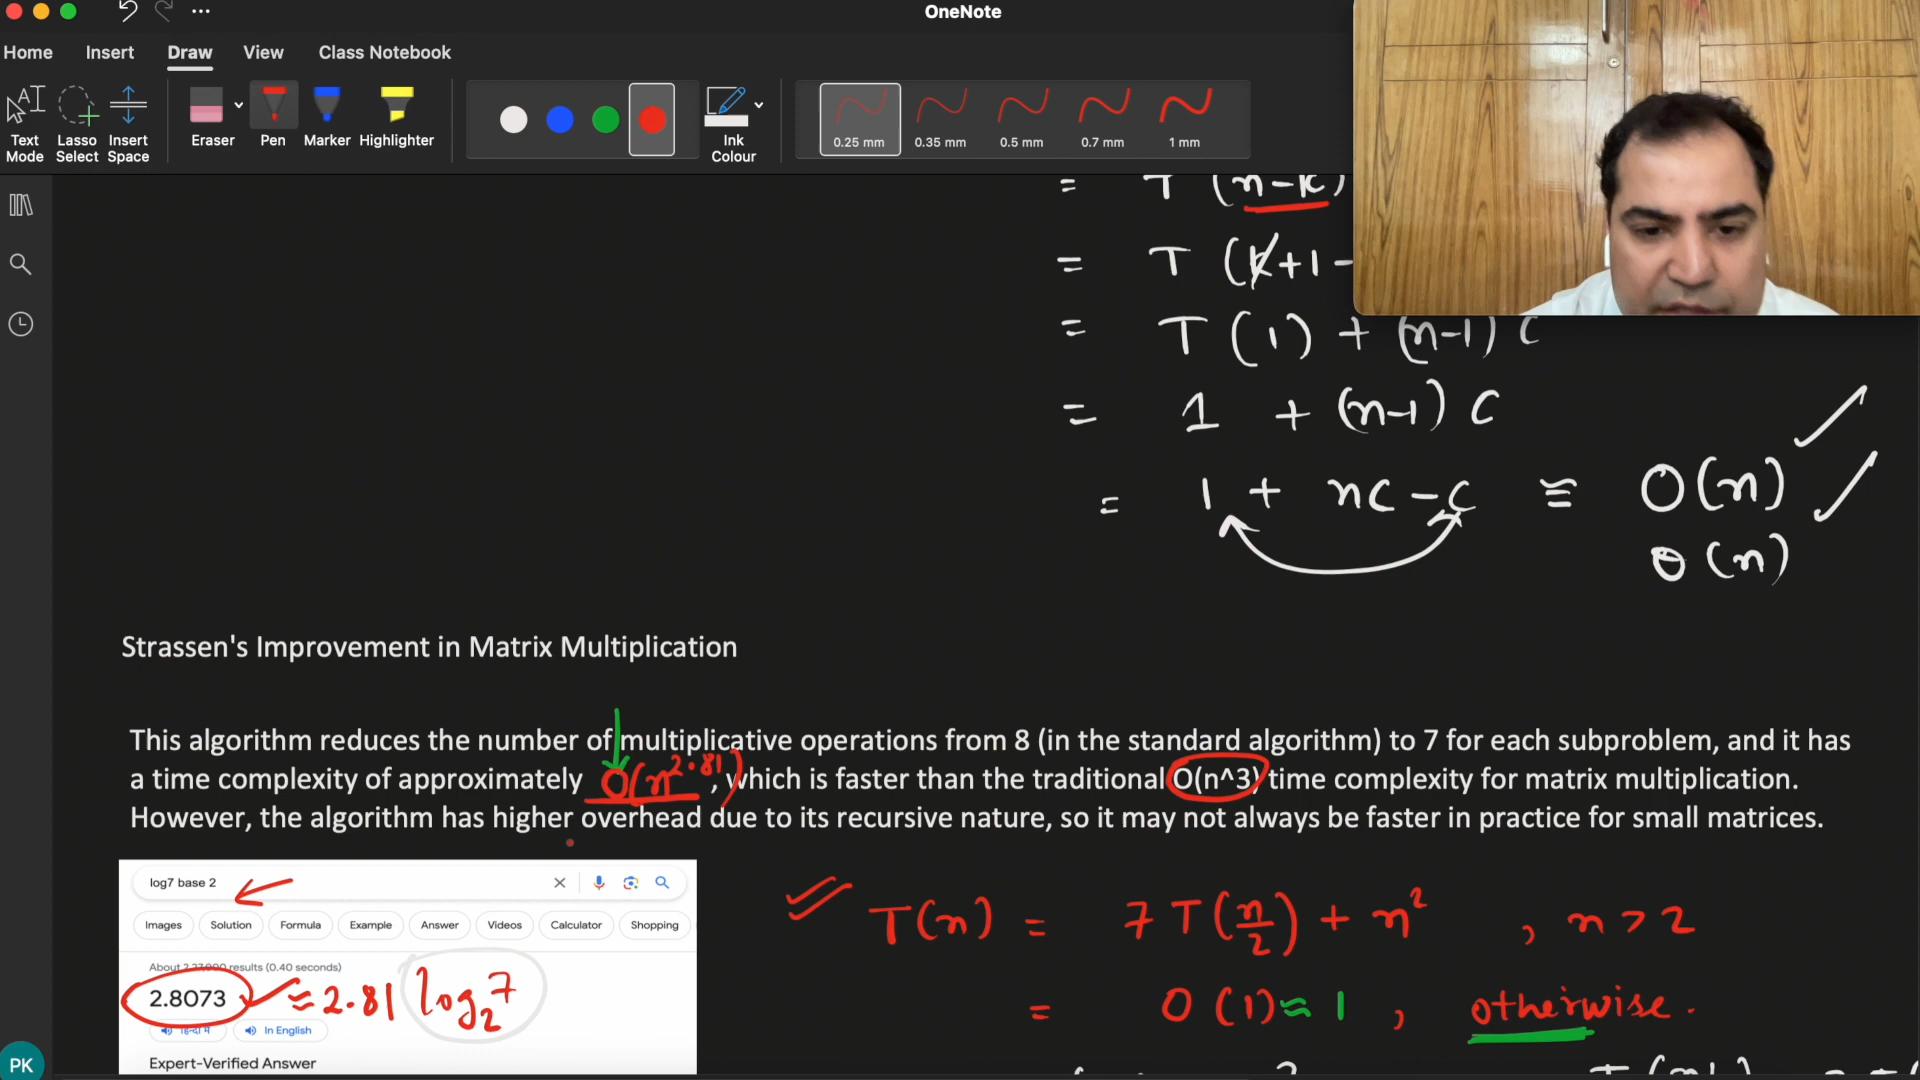 OneNote
Home Insert Draw View Class Notebook
Text Mode
Lasso Select
Insert Space
Eraser
Pen
Marker
Highlighter
Ink Colour
0.25 mm
0.35 mm
0.5 mm
0.7 mm
1 mm
= T (n-k)
= T (k+1-
= T (1) + (n-1) C
= 1 + (n-1) C
= 1 + nc - c ≅ O(n)
θ(n)
Strassen's Improvement in Matrix Multiplication
This algorithm reduces the number of multiplicative operations from 8 (in the standard algorithm) to 7 for each subproblem, and it has
a time complexity of approximately O(n^2.81), which is faster than the traditional O(n^3) time complexity for matrix multiplication.
However, the algorithm has higher overhead due to its recursive nature, so it may not always be faster in practice for small matrices.
log7 base 2
Images Solution Formula Example Answer Videos Calculator Shopping
About results (0.40 seconds)
2.8073 ≈ 2.81 log₂7
In English
Expert-Verified Answer
T(n) = 7 T(n/2) + n² , n > 2
= O (1) ≈ 1 , otherwise.
PK